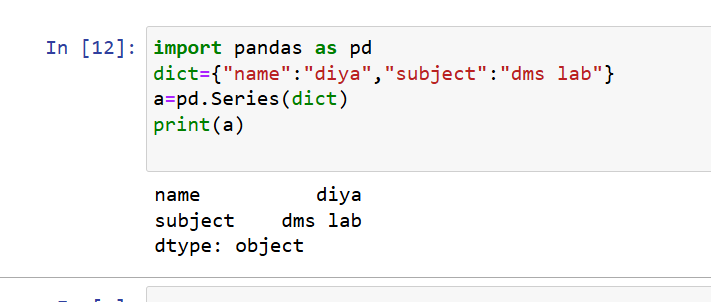 In [12]: import pandas as pd
dict={"name":"diya","subject":"dms lab"}
a=pd.Series(dict)
print(a)
name           diya
subject    dms lab
dtype: object